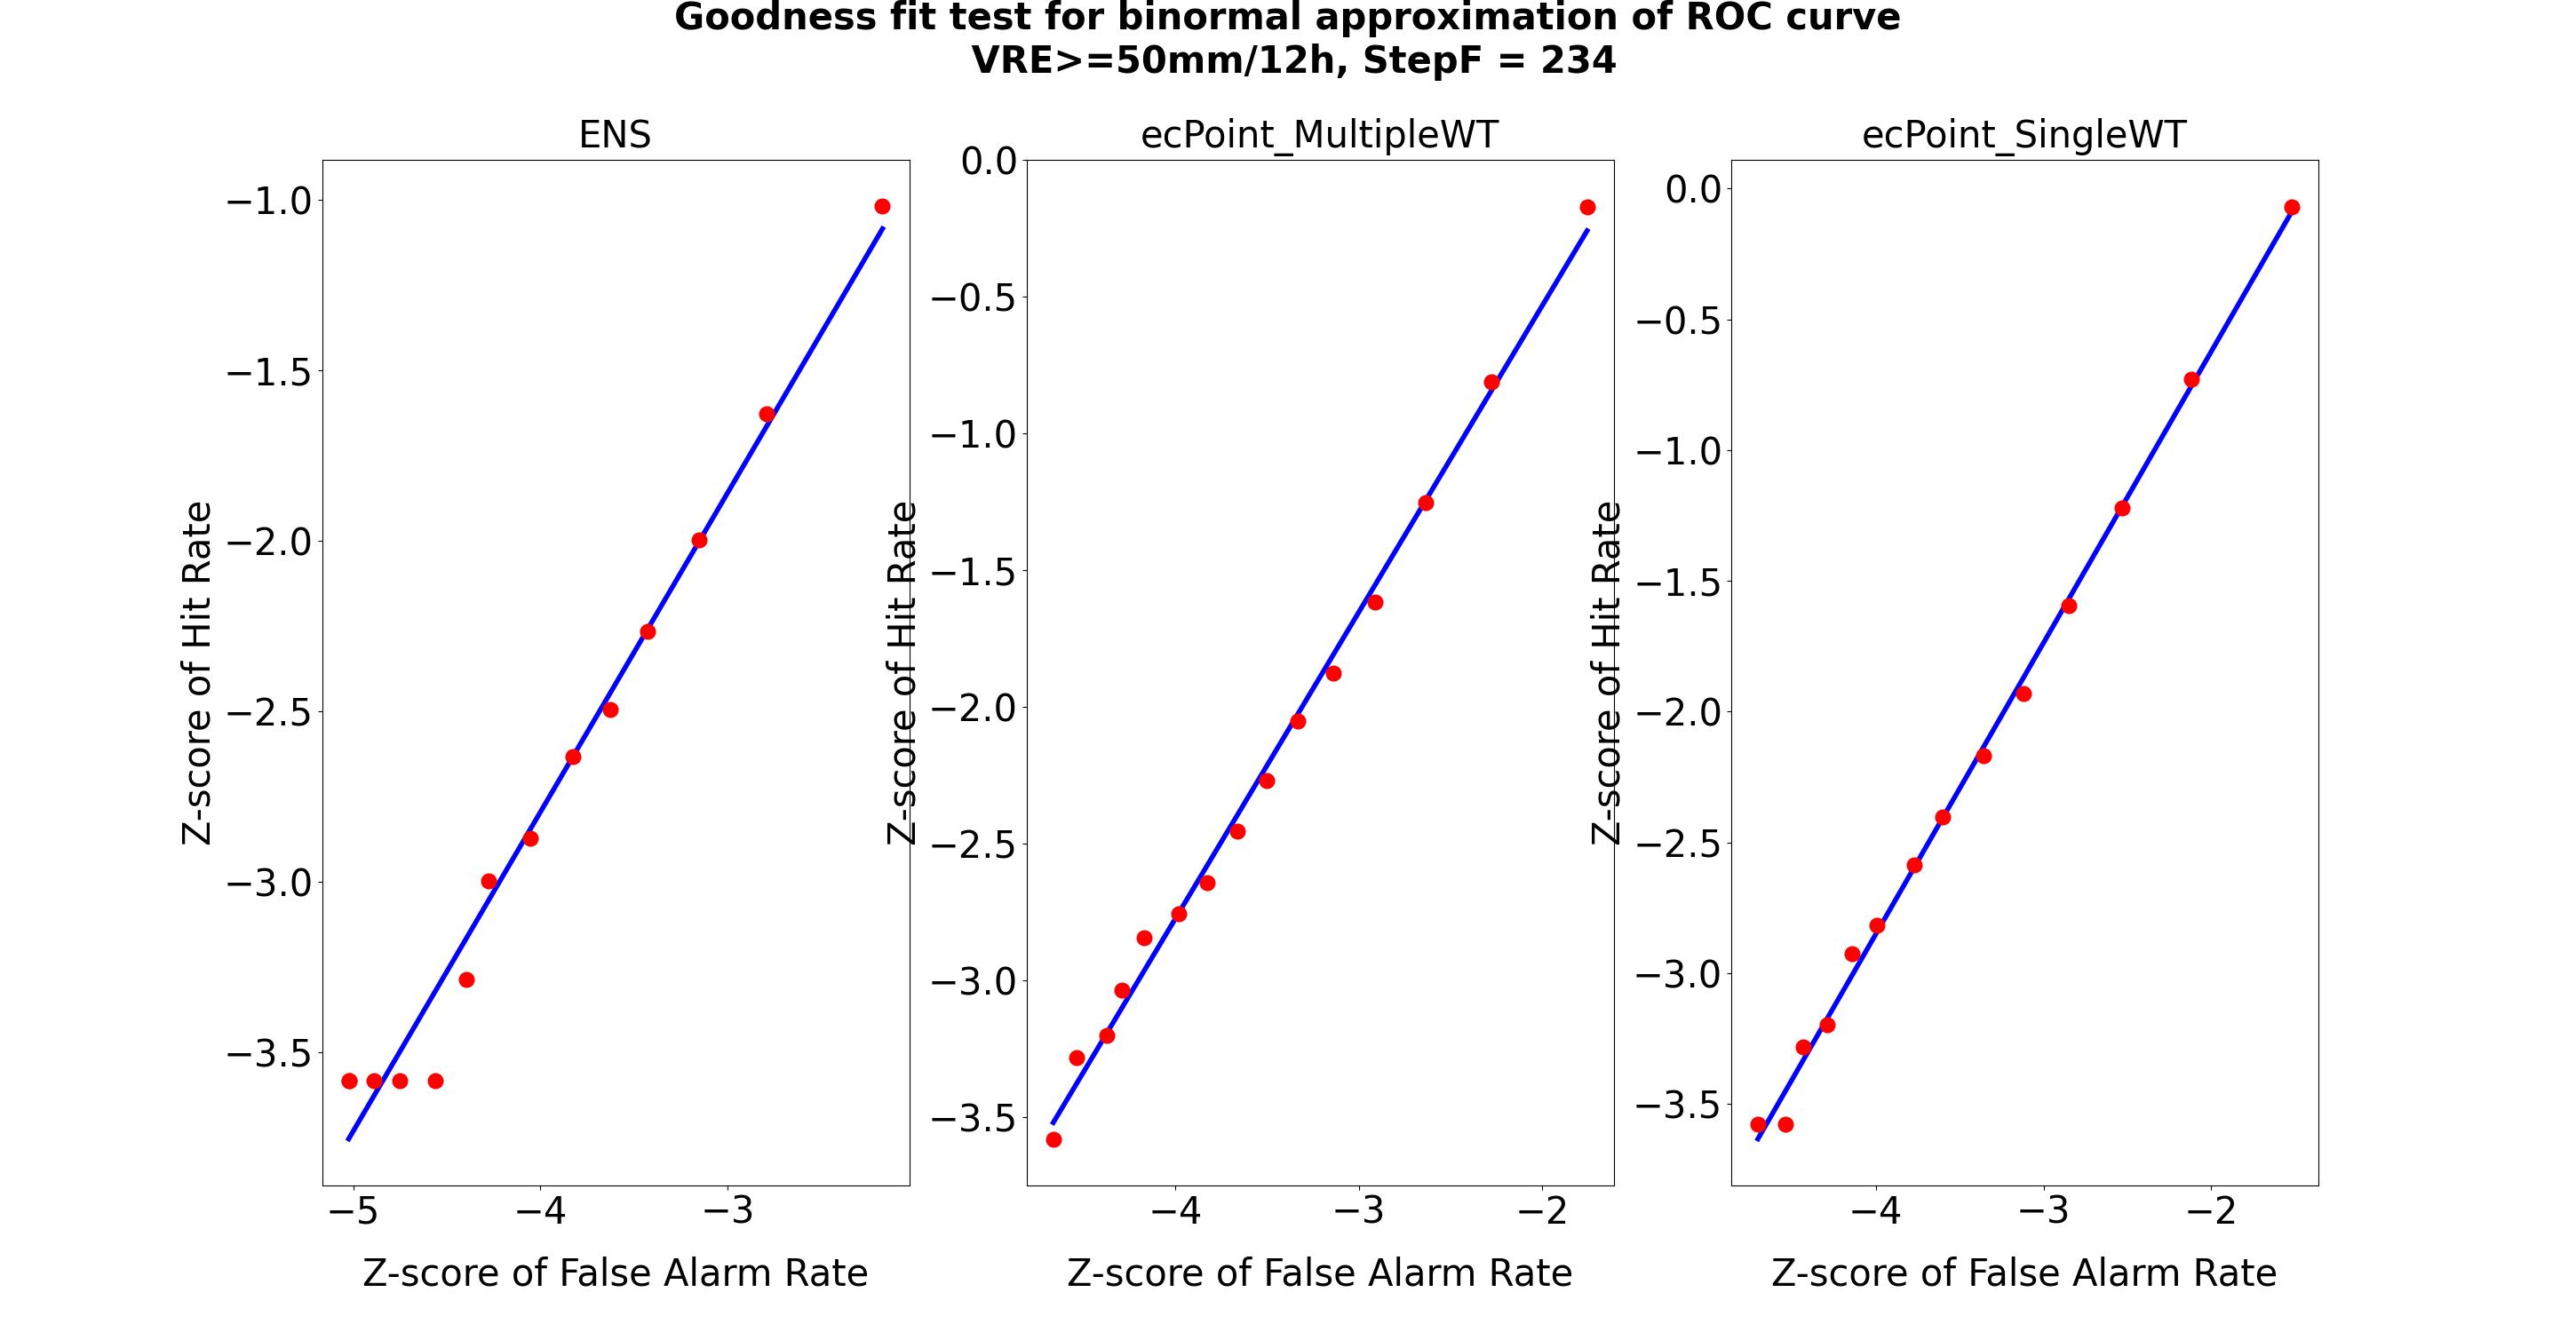 Goodness fit test for binormal approximation of ROC curve
VRE>=50mm/12h, StepF = 234
ENS
−1.0
−1.5
−2.0
−2.5
−3.0
−3.5
Z-score of Hit Rate
−5 −4 −3
Z-score of False Alarm Rate
ecPoint_MultipleWT
0.0
−0.5
−1.0
−1.5
−2.0
−2.5
−3.0
−3.5
Z-score of Hit Rate
−4 −3 −2
Z-score of False Alarm Rate
ecPoint_SingleWT
0.0
−0.5
−1.0
−1.5
−2.0
−2.5
−3.0
−3.5
Z-score of Hit Rate
−4 −3 −2
Z-score of False Alarm Rate